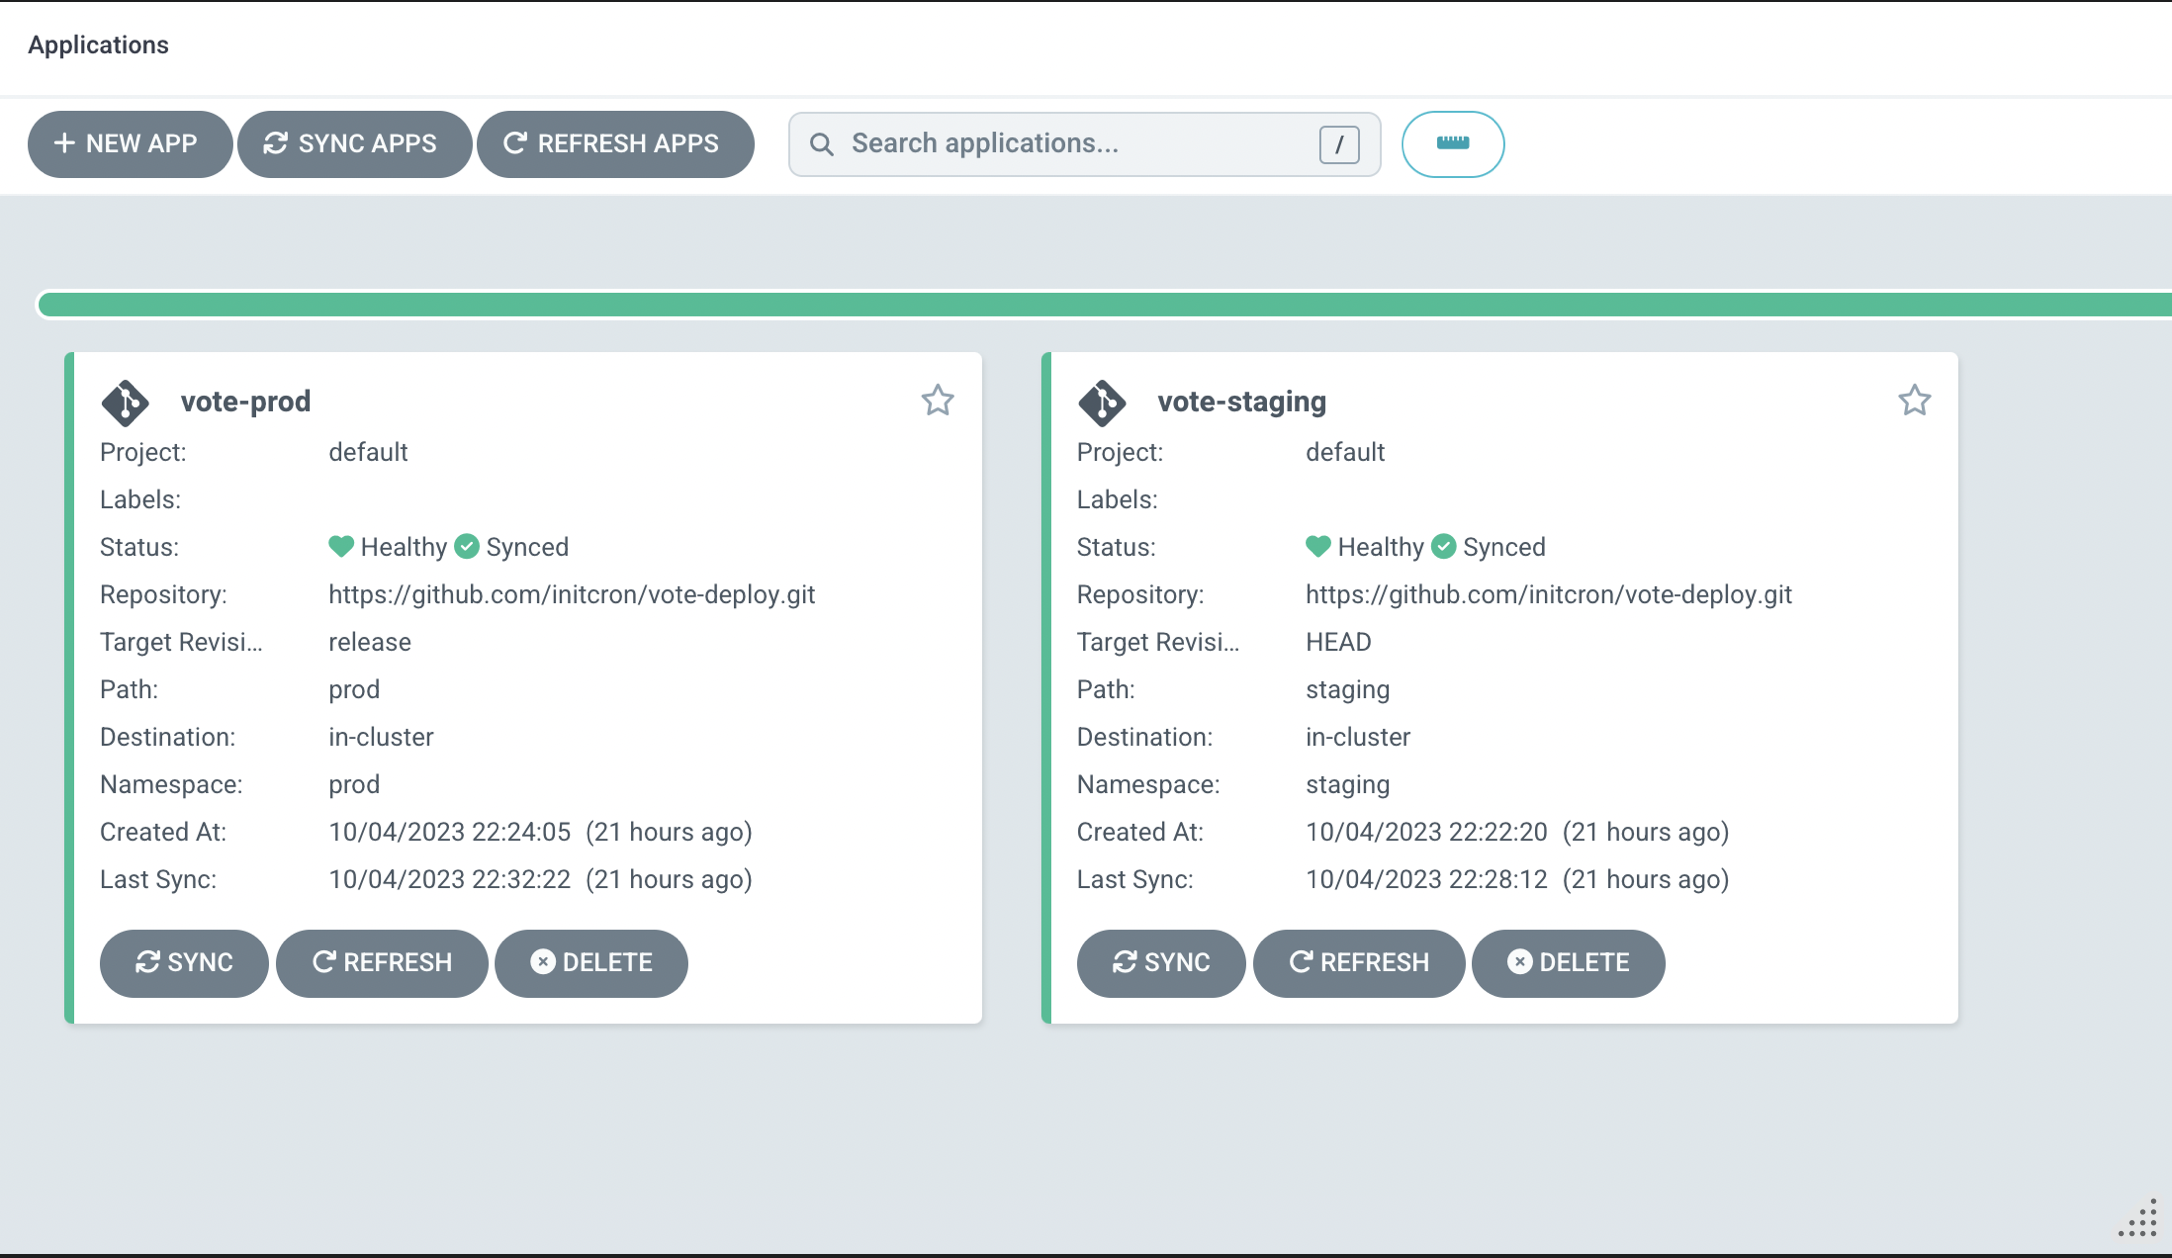 Applications
+ NEW APP SYNC APPS REFRESH APPS Search applications... /
vote-prod
Project: default
Labels:
Status: Healthy Synced
Repository: https://github.com/initcron/vote-deploy.git
Target Revisi... release
Path: prod
Destination: in-cluster
Namespace: prod
Created At: 10/04/2023 22:24:05 (21 hours ago)
Last Sync: 10/04/2023 22:32:22 (21 hours ago)
SYNC REFRESH DELETE
vote-staging
Project: default
Labels:
Status: Healthy Synced
Repository: https://github.com/initcron/vote-deploy.git
Target Revisi... HEAD
Path: staging
Destination: in-cluster
Namespace: staging
Created At: 10/04/2023 22:22:20 (21 hours ago)
Last Sync: 10/04/2023 22:28:12 (21 hours ago)
SYNC REFRESH DELETE